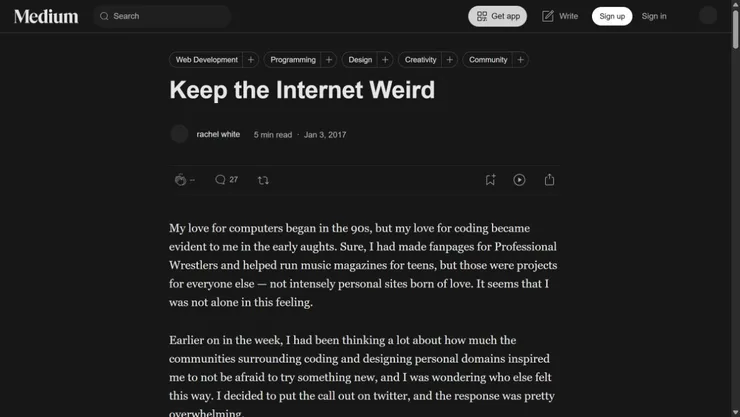 Medium
Search
Get app
Write
Sign up
Sign in
Web Development +
Programming +
Design +
Creativity +
Community +
Keep the Internet Weird
rachel white
5 min read · Jan 3, 2017
--
27
My love for computers began in the 90s, but my love for coding became
evident to me in the early aughts. Sure, I had made fanpages for Professional
Wrestlers and helped run music magazines for teens, but those were projects
for everyone else — not intensely personal sites born of love. It seems that I
was not alone in this feeling.
Earlier on in the week, I had been thinking a lot about how much the
communities surrounding coding and designing personal domains inspired
me to not be afraid to try something new, and I was wondering who else felt
this way. I decided to put the call out on twitter, and the response was pretty
overwhelming.